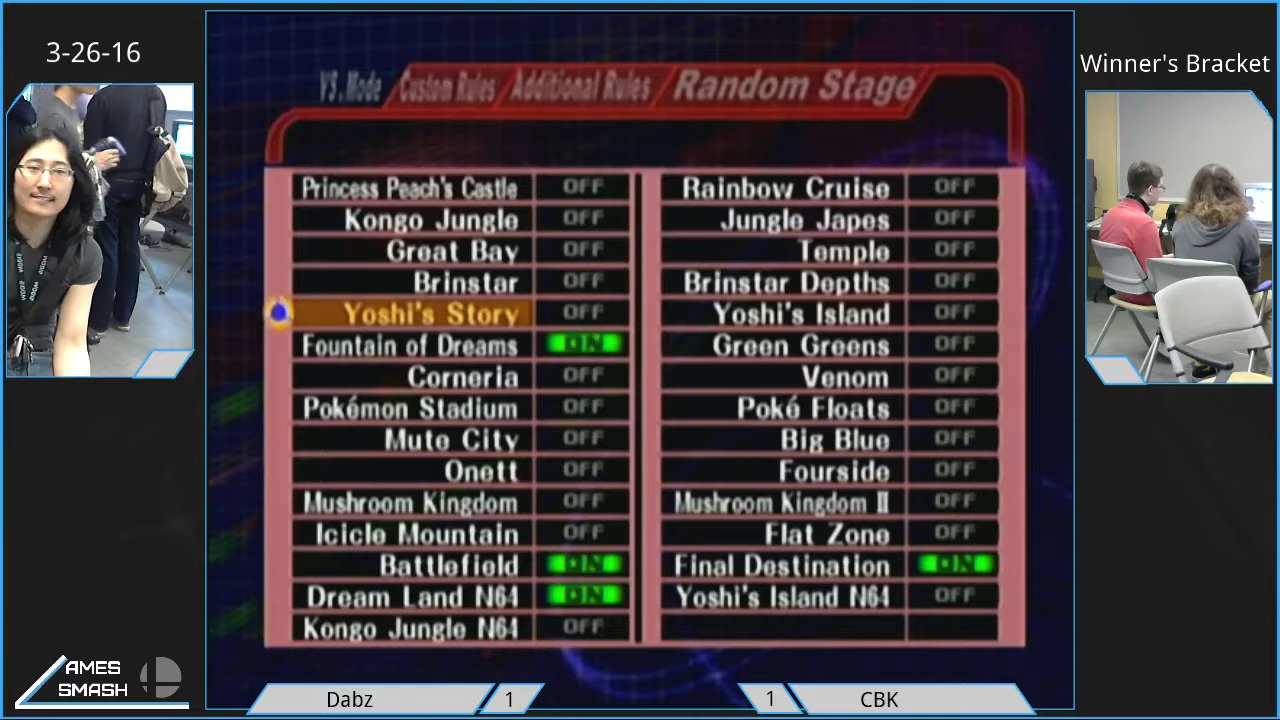 3-26-16
Winner's Bracket
VS. Mode Custom Rules Additional Rules Random Stage
Princess Peach's Castle OFF Rainbow Cruise OFF
Kongo Jungle OFF Jungle Japes OFF
Great Bay OFF Temple OFF
Brinstar OFF Brinstar Depths OFF
Yoshi's Story OFF Yoshi's Island OFF
Fountain of Dreams ON Green Greens OFF
Corneria OFF Venom OFF
Pokémon Stadium OFF Poké Floats OFF
Mute City OFF Big Blue OFF
Onett OFF Fourside OFF
Mushroom Kingdom OFF Mushroom Kingdom II OFF
Icicle Mountain OFF Flat Zone OFF
Battlefield ON Final Destination ON
Dream Land N64 ON Yoshi's Island N64 OFF
Kongo Jungle N64 OFF
AMES
SMASH
Dabz 1 1 CBK